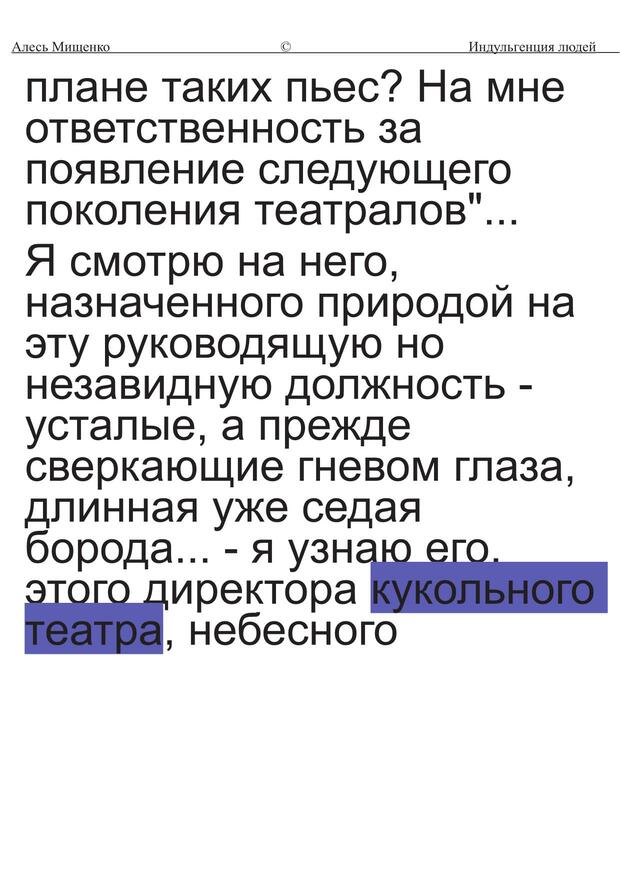 Алесь Мищенко © Индульгенция людей
плане таких пьес? На мне
ответственность за
появление следующего
поколения театралов"...
Я смотрю на него,
назначенного природой на
эту руководящую но
незавидную должность -
усталые, а прежде
сверкающие гневом глаза,
длинная уже седая
борода... - я узнаю его,
этого директора кукольного
театра, небесного